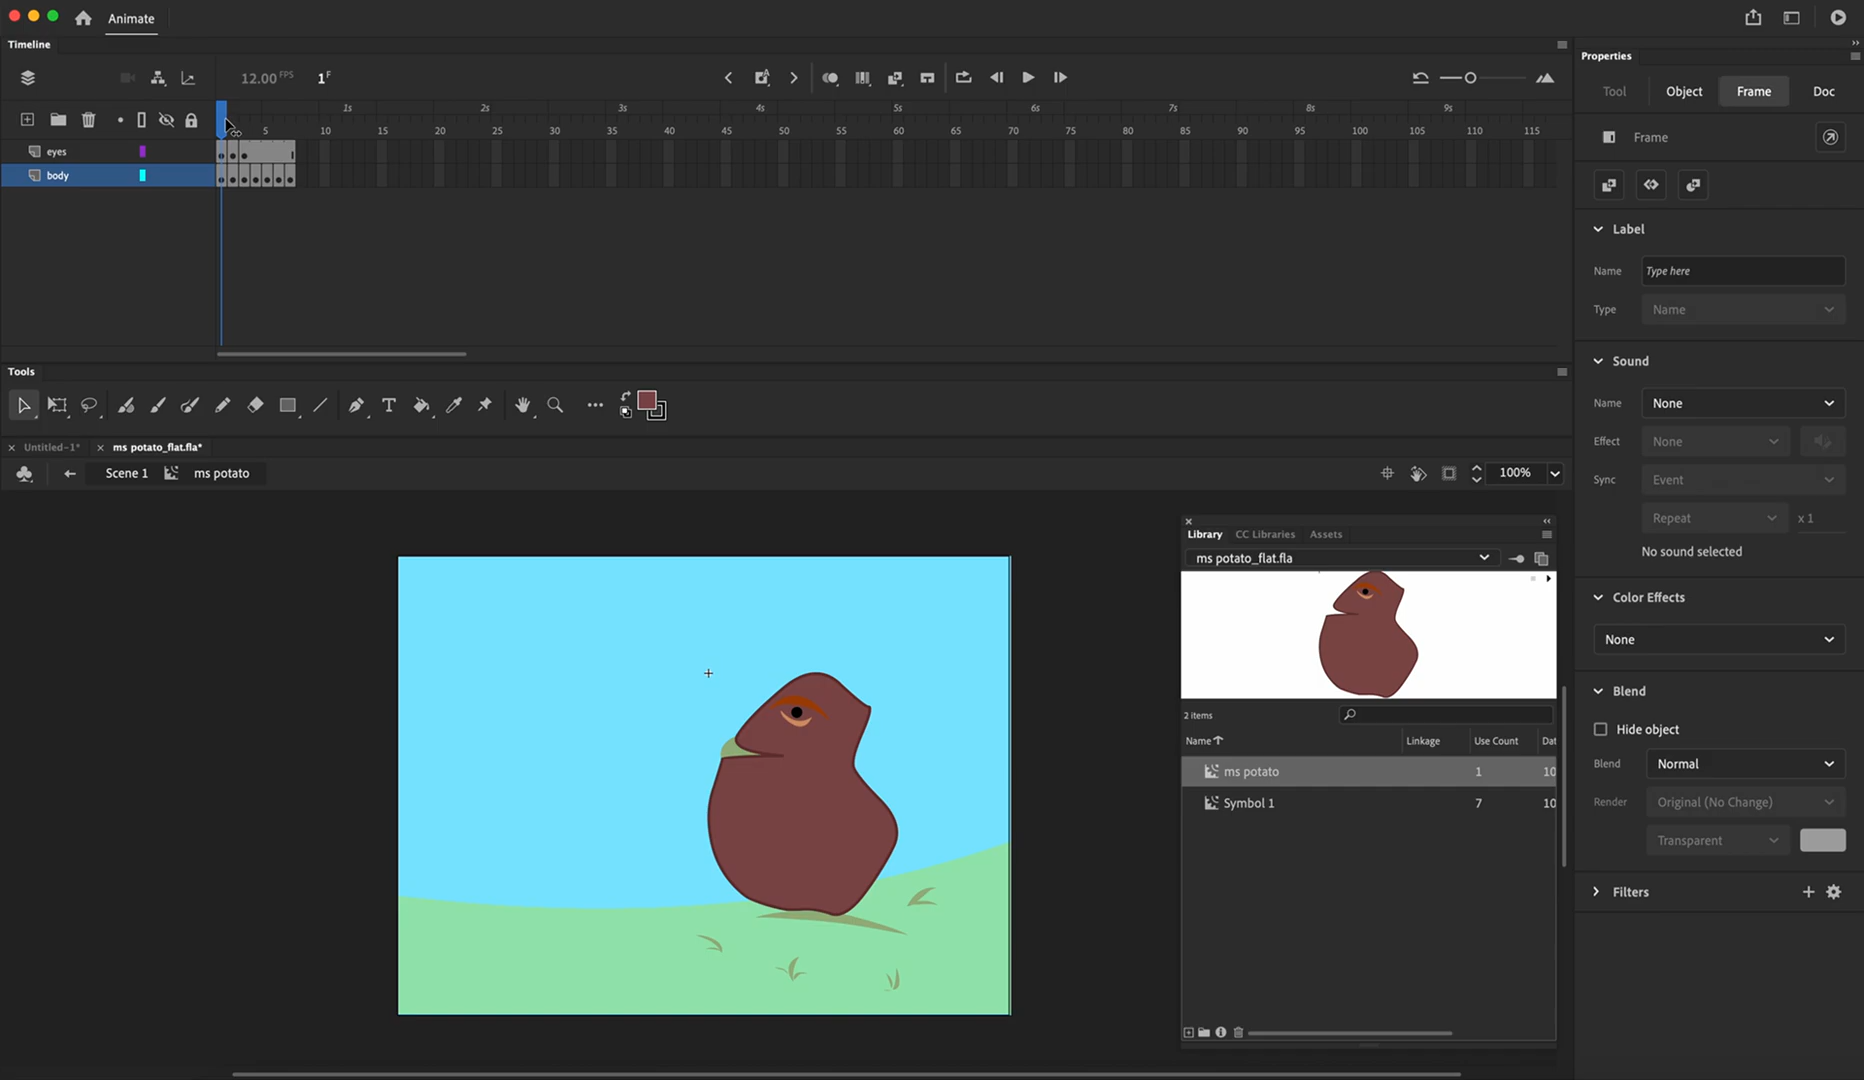 Animate
Timeline
12.00 FPS 1F
1s 2s 3s 4s 5s 6s 7s 8s 9s
5 10 15 20 25 30 35 40 45 50 55 60 65 70 75 80 85 90 95 100 105 110 115
eyes
body
Tools
Untitled-1* ms potato_flat.fla*
Scene 1 ms potato
100%
Library CC Libraries Assets
ms potato_flat.fla
2 items
Name Linkage Use Count Dat
ms potato 1 10
Symbol 1 7 10
Properties
Tool Object Frame Doc
Frame
Label
Name Type here
Type Name
Sound
Name None
Effect None
Sync Event
Repeat x 1
No sound selected
Color Effects
None
Blend
Hide object
Blend Normal
Render Original (No Change)
Transparent
Filters